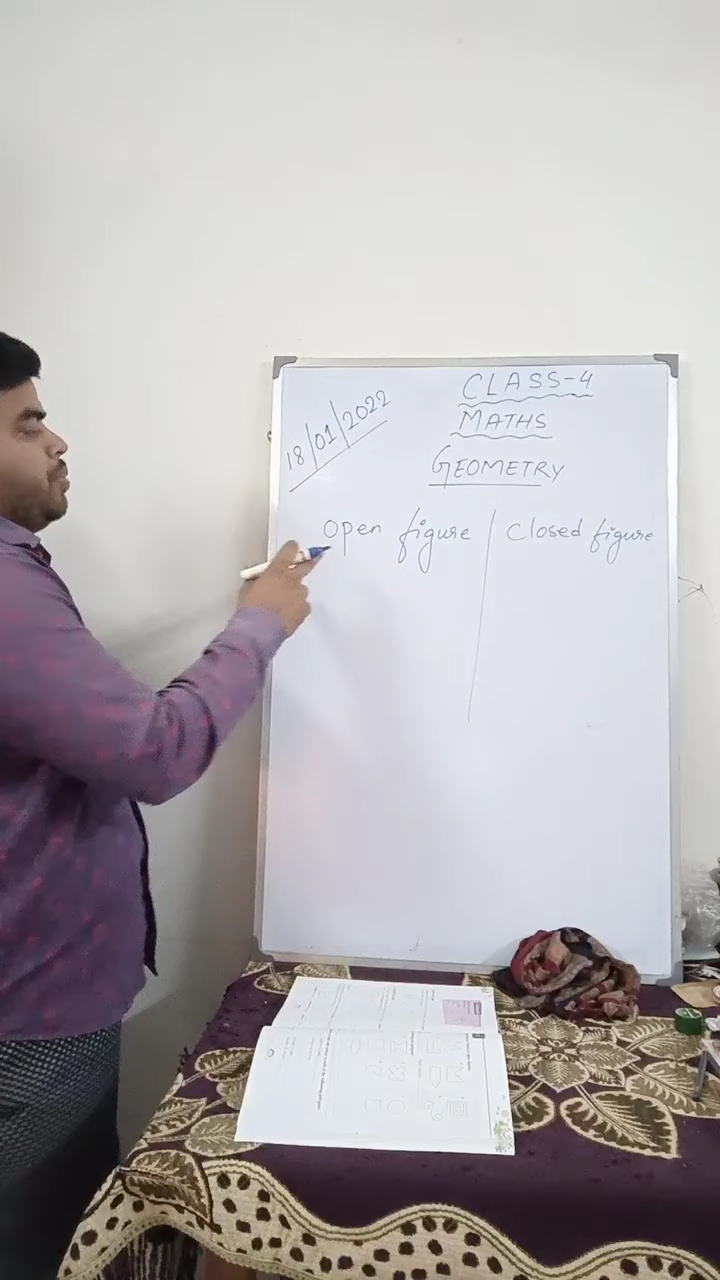 CLASS-4
18/01/2022
MATHS
GEOMETRY
Open figure
Closed figure